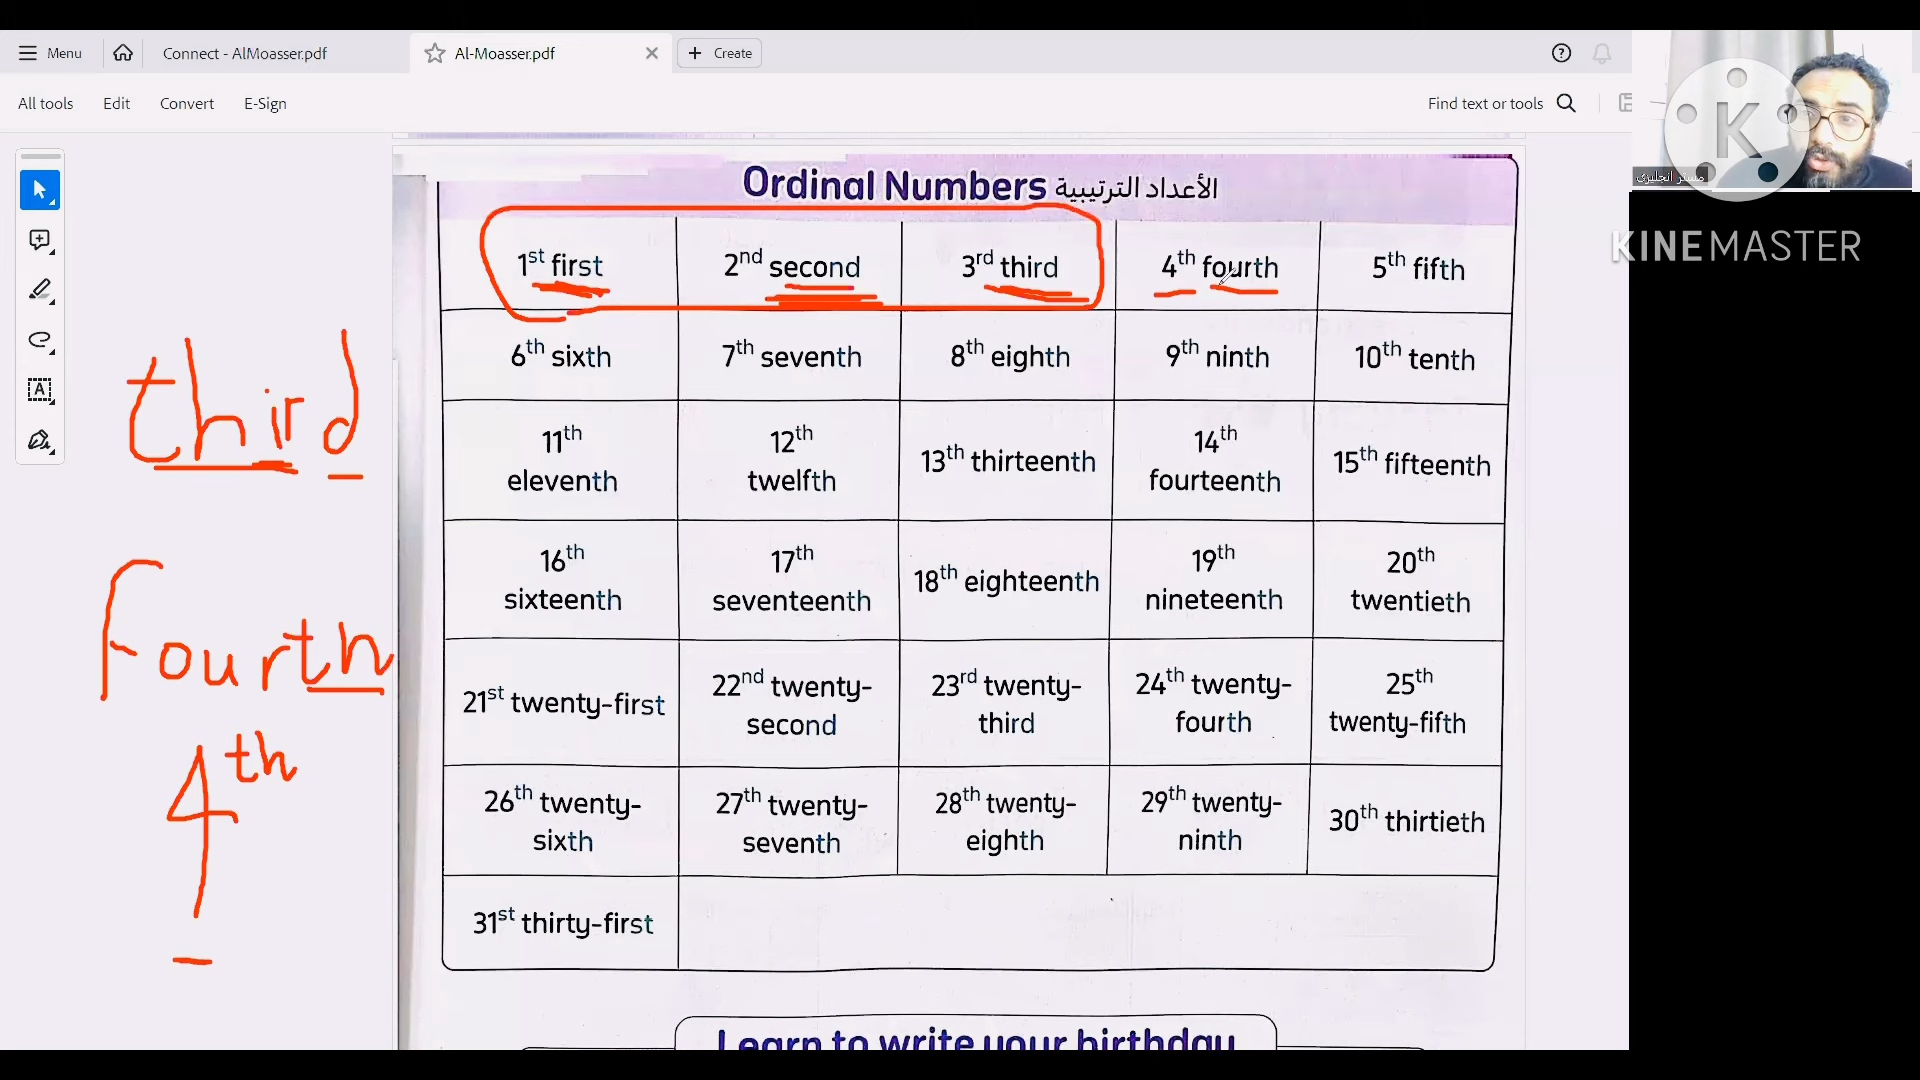 Menu
Connect - AlMoasser.pdf
Al-Moasser.pdf
Create
All tools
Edit
Convert
E-Sign
Find text or tools
K
مستر انجليزى
KINEMASTER
Ordinal Numbers الأعداد الترتيبية
1st first
2nd second
3rd third
4th fourth
5th fifth
6th sixth
7th seventh
8th eighth
9th ninth
10th tenth
11th
eleventh
12th
twelfth
13th thirteenth
14th
fourteenth
15th fifteenth
16th
sixteenth
17th
seventeenth
18th eighteenth
19th
nineteenth
20th
twentieth
21st twenty-first
22nd twenty-
second
23rd twenty-
third
24th twenty-
fourth
25th
twenty-fifth
26th twenty-
sixth
27th twenty-
seventh
28th twenty-
eighth
29th twenty-
ninth
30th thirtieth
31st thirty-first
Learn to write your birthday
third
Fourth
4th